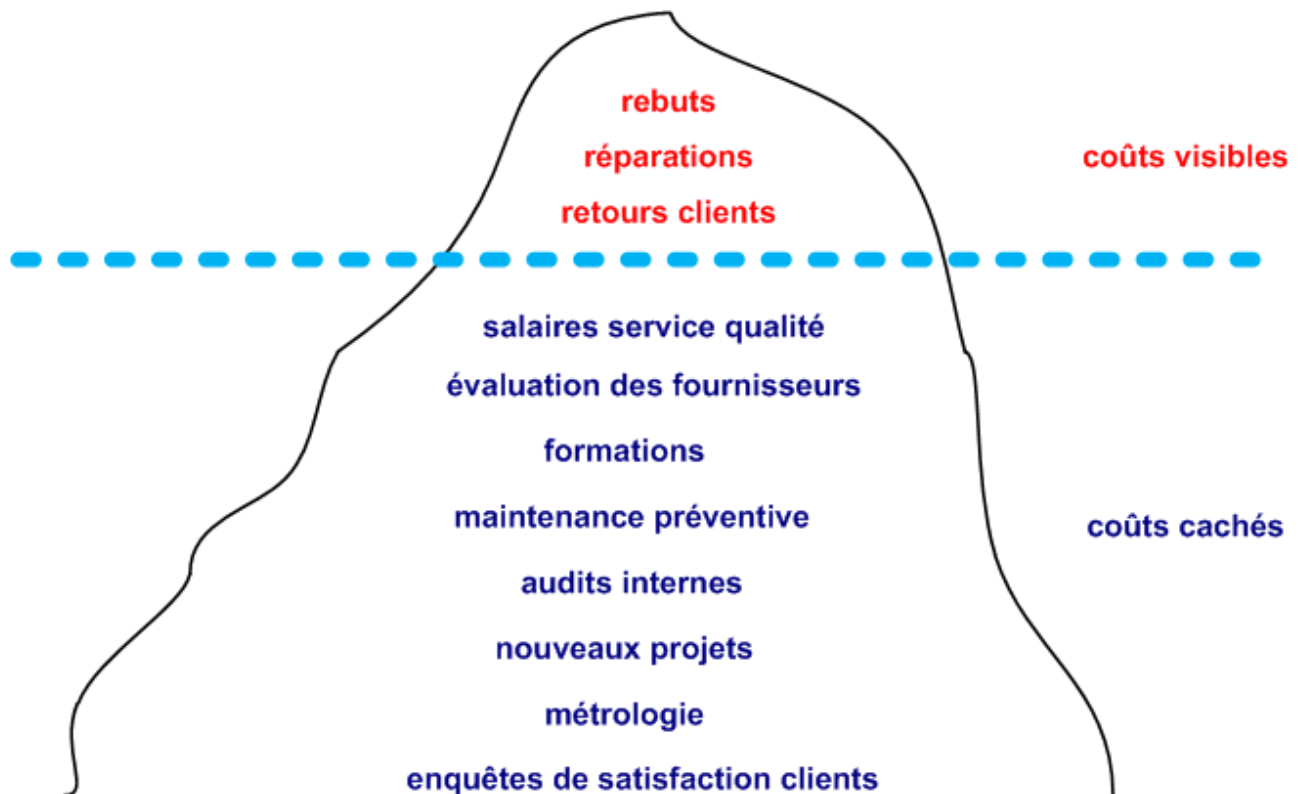 rebuts
réparations
coûts visibles
retours clients
salaires service qualité
évaluation des fournisseurs
formations
maintenance préventive
coûts cachés
audits internes
nouveaux projets
métrologie
enquêtes de satisfaction clients